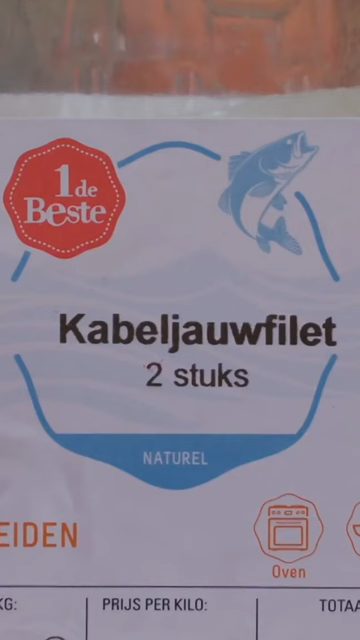 1de
Beste
Kabeljauwfilet
2 stuks
NATUREL
EIDEN
Oven
KG:
PRIJS PER KILO:
TOTAA